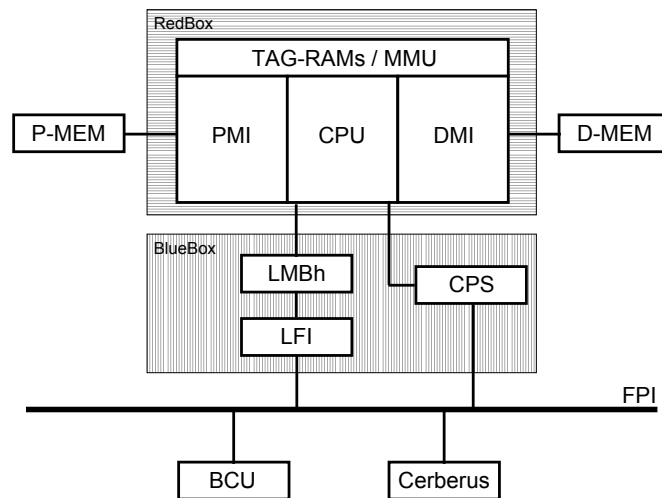 RedBox
TAG-RAMs / MMU
P-MEM
PMI
CPU
DMI
D-MEM
BlueBox
LMBh
CPS
LFI
FPI
BCU
Cerberus